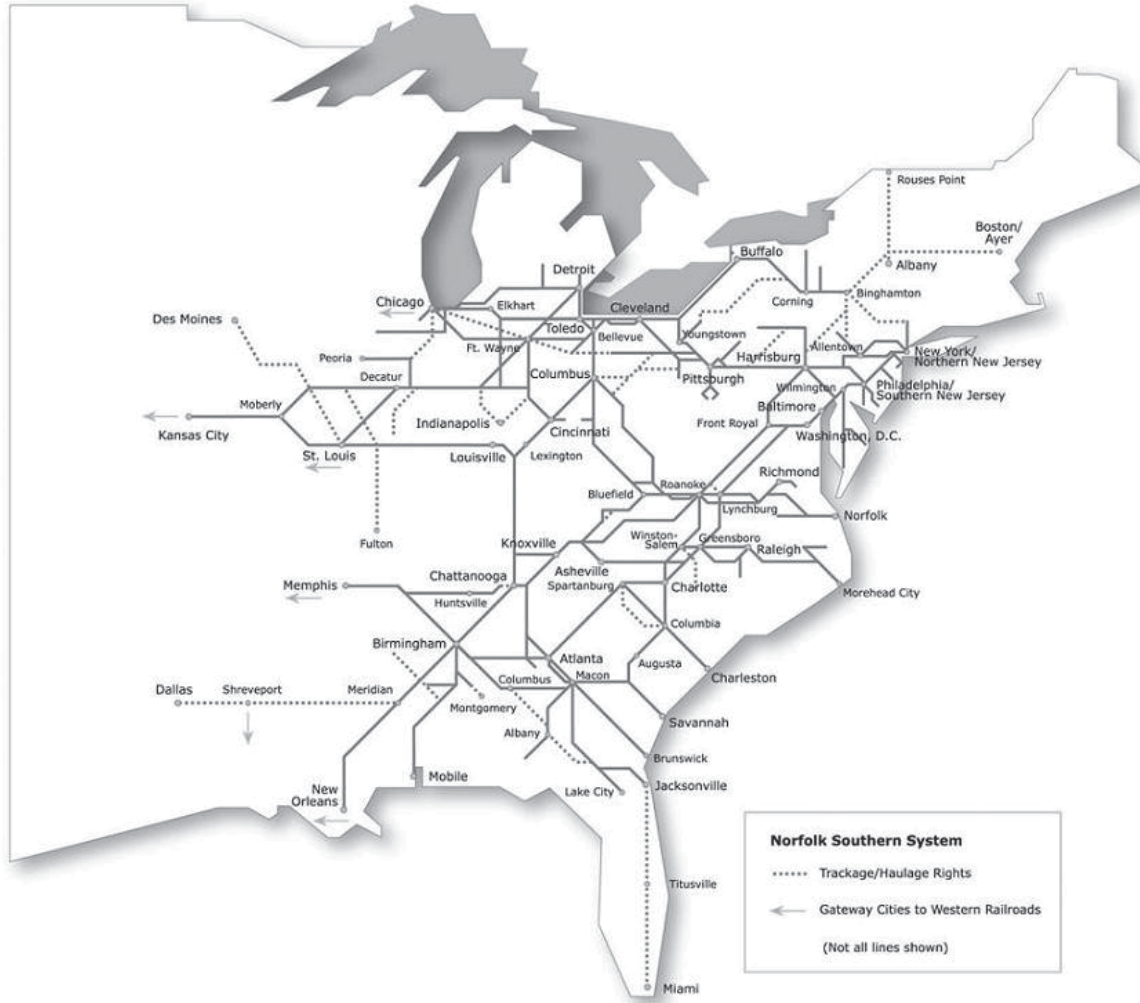 Rouses Point
Boston/
Ayer
Albany
Buffalo
Detroit
Corning
Binghamton
Chicago
Elkhart
Cleveland
Des Moines
Toledo
Bellevue
Youngstown
Peoria
Ft. Wayne
Harrisburg
Allentown
New York/
Northern New Jersey
Decatur
Columbus
Pittsburgh
Wilmington
Philadelphia/
Southern New Jersey
Moberly
Baltimore
Kansas City
Indianapolis
Cincinnati
Front Royal
Washington, D.C.
St. Louis
Louisville
Lexington
Richmond
Roanoke
Bluefield
Lynchburg
Norfolk
Fulton
Knoxville
Winston-
Salem
Greensboro
Raleigh
Asheville
Memphis
Chattanooga
Spartanburg
Charlotte
Morehead City
Huntsville
Columbia
Birmingham
Atlanta
Augusta
Macon
Charleston
Dallas
Shreveport
Meridian
Columbus
Montgomery
Savannah
Albany
Brunswick
Mobile
Jacksonville
New
Orleans
Lake City
Titusville
Miami
Norfolk Southern System
Trackage/Haulage Rights
Gateway Cities to Western Railroads
(Not all lines shown)